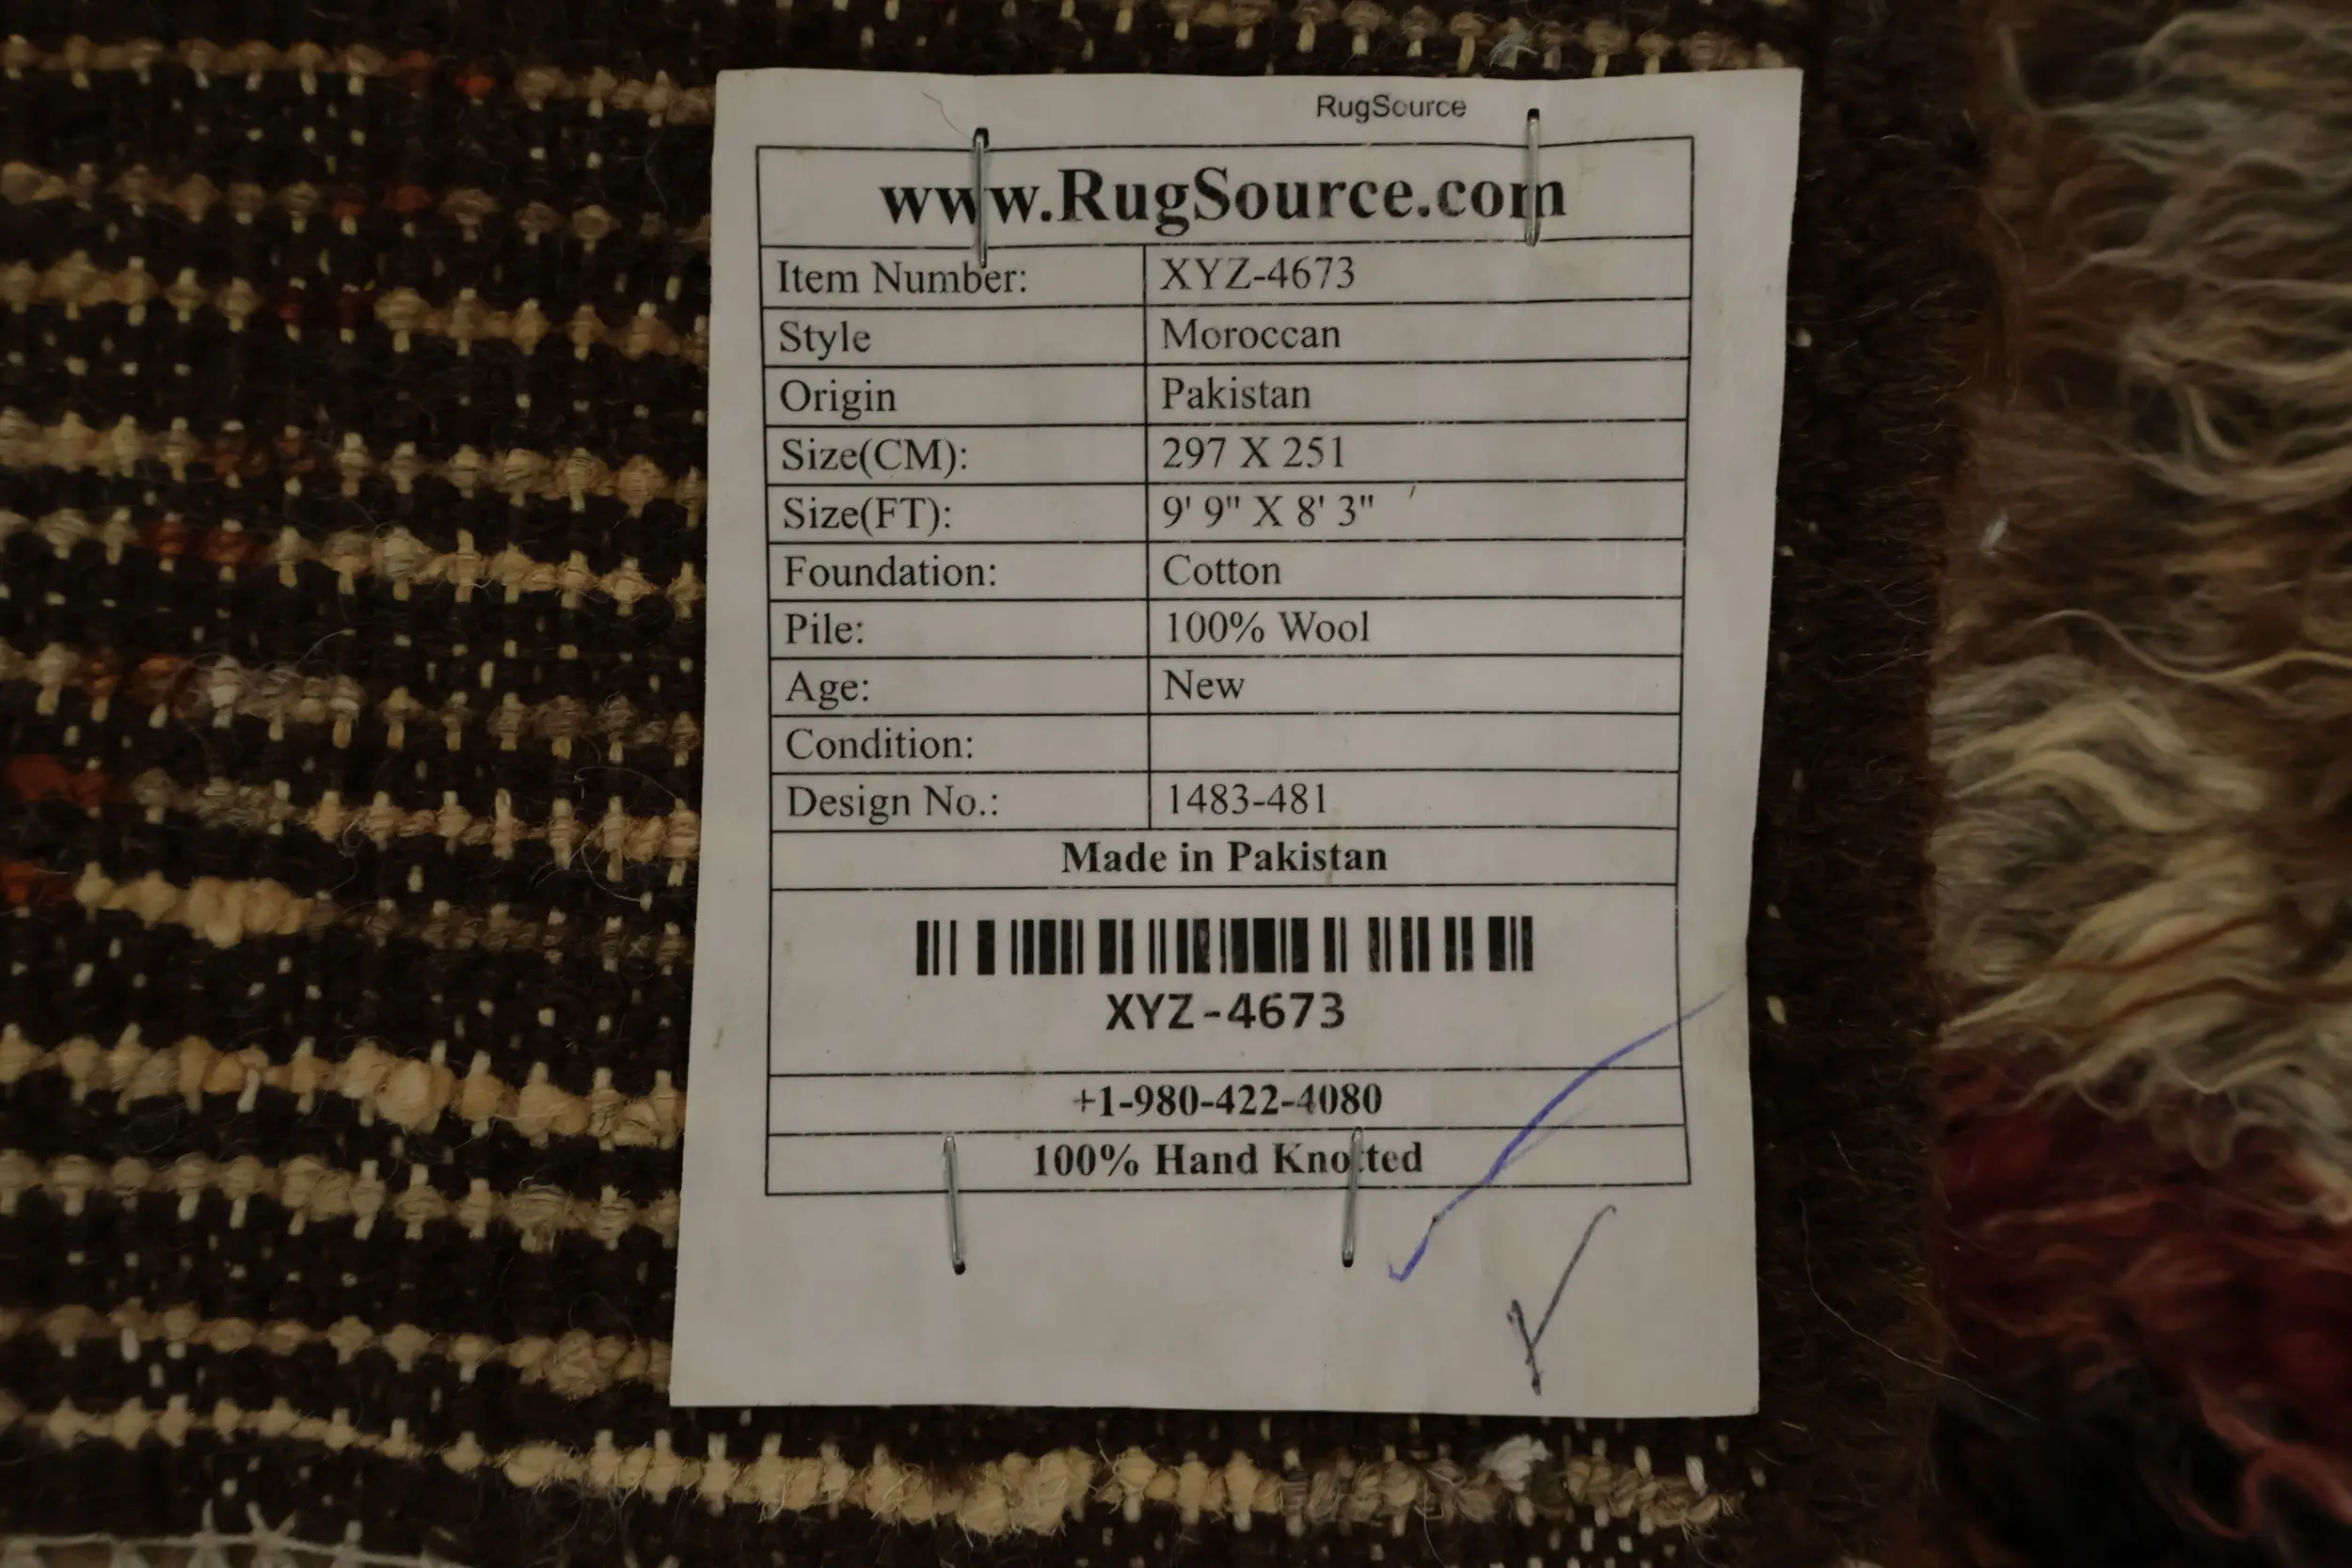 RugSource
www.RugSource.com
Item Number: XYZ-4673
Style Moroccan
Origin Pakistan
Size(CM): 297 X 251
Size(FT): 9' 9" X 8' 3"
Foundation: Cotton
Pile: 100% Wool
Age: New
Condition:
Design No.: 1483-481
Made in Pakistan
XYZ-4673
+1-980-422-4080
100% Hand Knotted